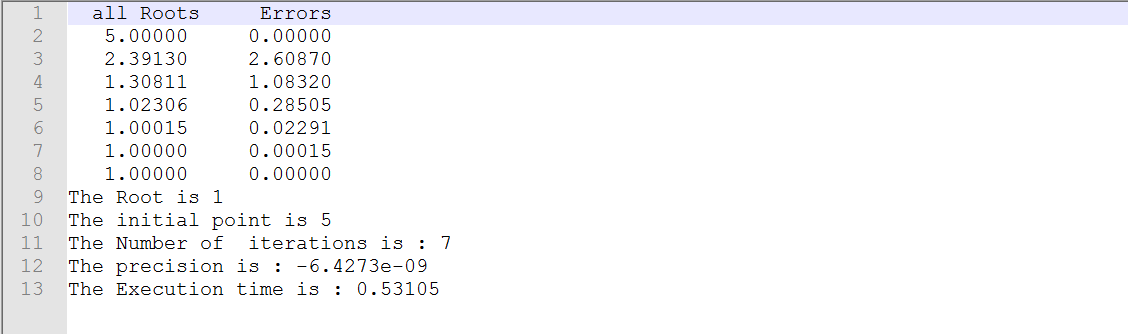 1 all Roots Errors
2 5.00000 0.00000
3 2.39130 2.60870
4 1.30811 1.08320
5 1.02306 0.28505
6 1.00015 0.02291
7 1.00000 0.00015
8 1.00000 0.00000
9 The Root is 1
10 The initial point is 5
11 The Number of  iterations is : 7
12 The precision is : -6.4273e-09
13 The Execution time is : 0.53105